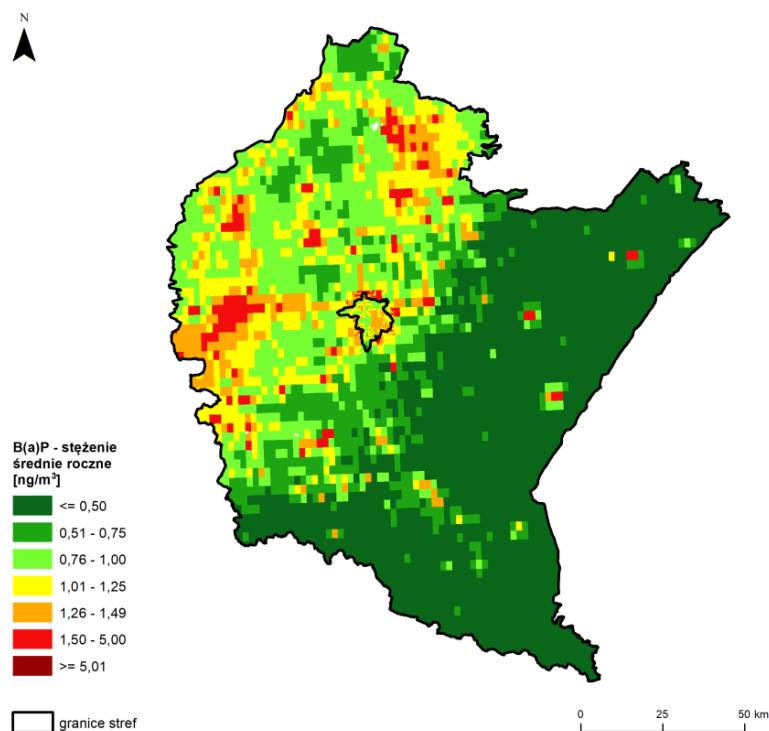 N
B(a)P - stężenie
średnie roczne
[ng/m³]
<= 0,50
0,51 - 0,75
0,76 - 1,00
1,01 - 1,25
1,26 - 1,49
1,50 - 5,00
>= 5,01
granice stref
0 25 50 km